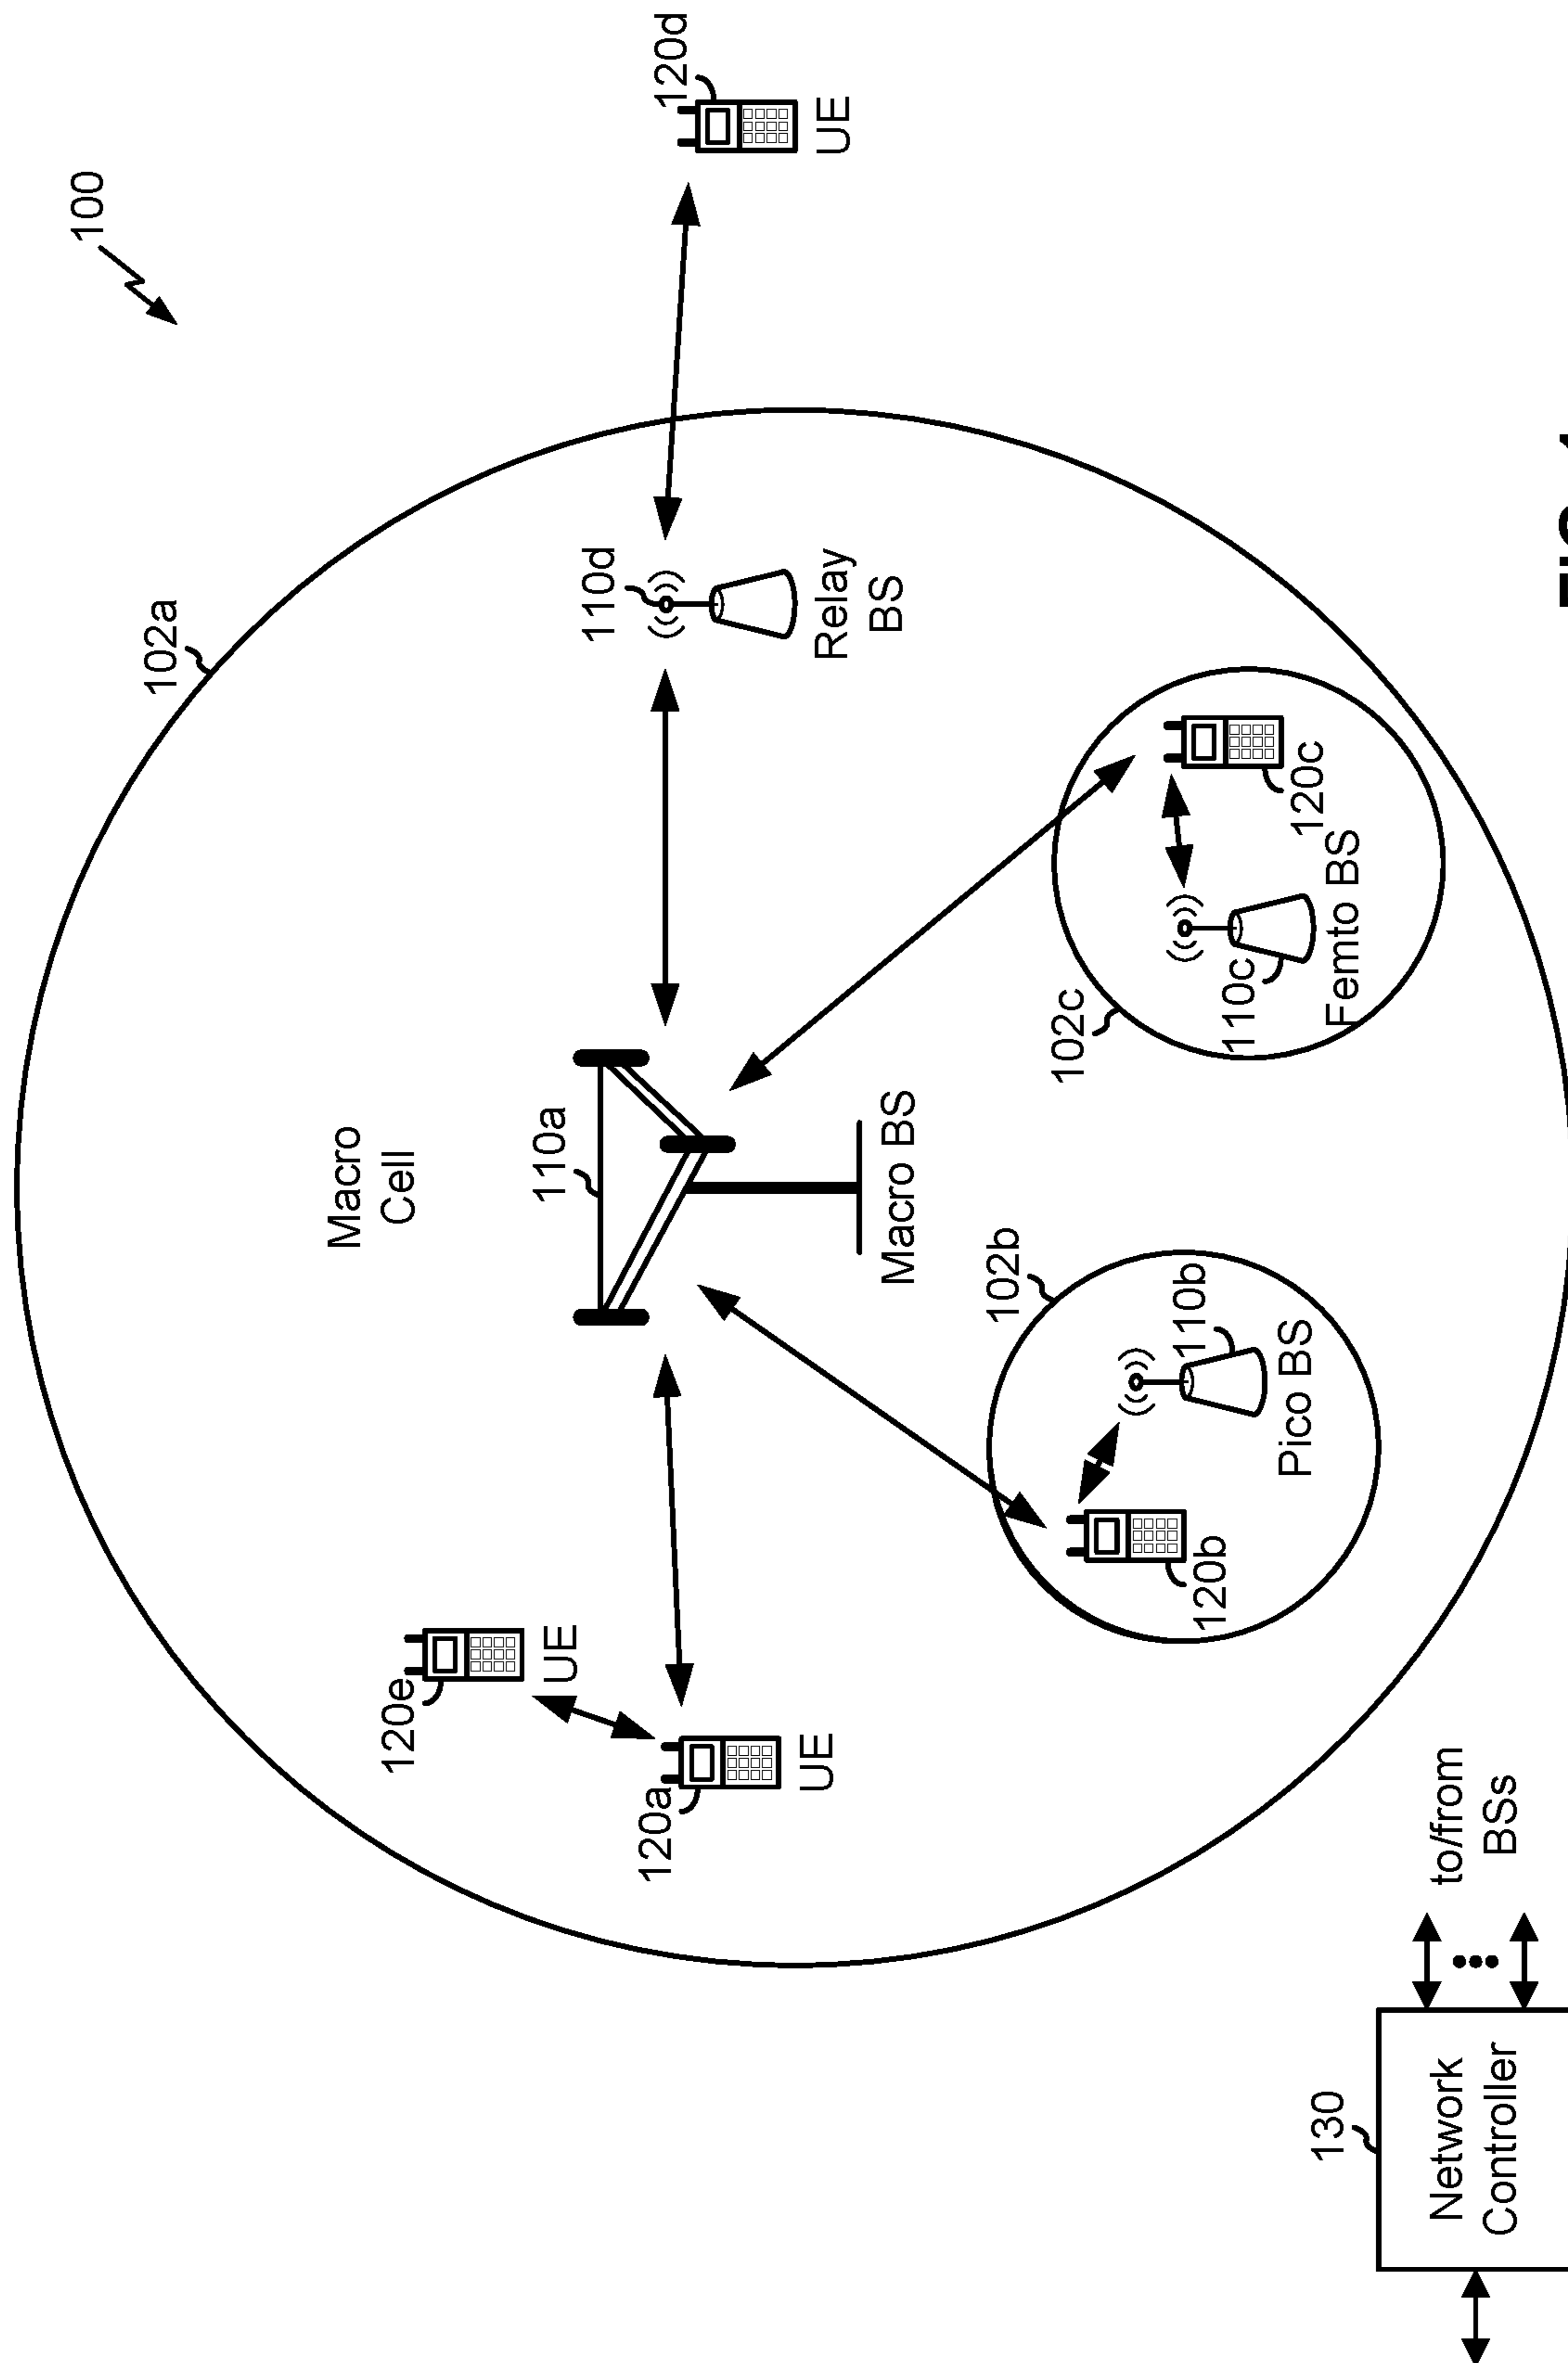 100
102a
Macro
Cell
120e
UE
110a
110d
120d
120a
UE
Relay
BS
UE
Macro BS
102b
102c
110b
120b
110c
Pico BS
120c
Femto BS
130
Network
Controller
to/from
BSs